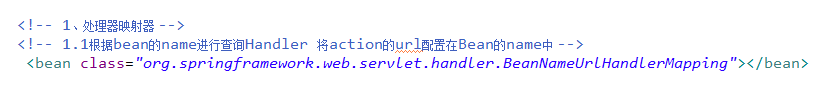 <!-- 1、处理器映射器 -->
<!-- 1.1根据bean的name进行查询Handler 将action的url配置在Bean的name中 -->
<bean class="org.springframework.web.servlet.handler.BeanNameUrlHandlerMapping"></bean>